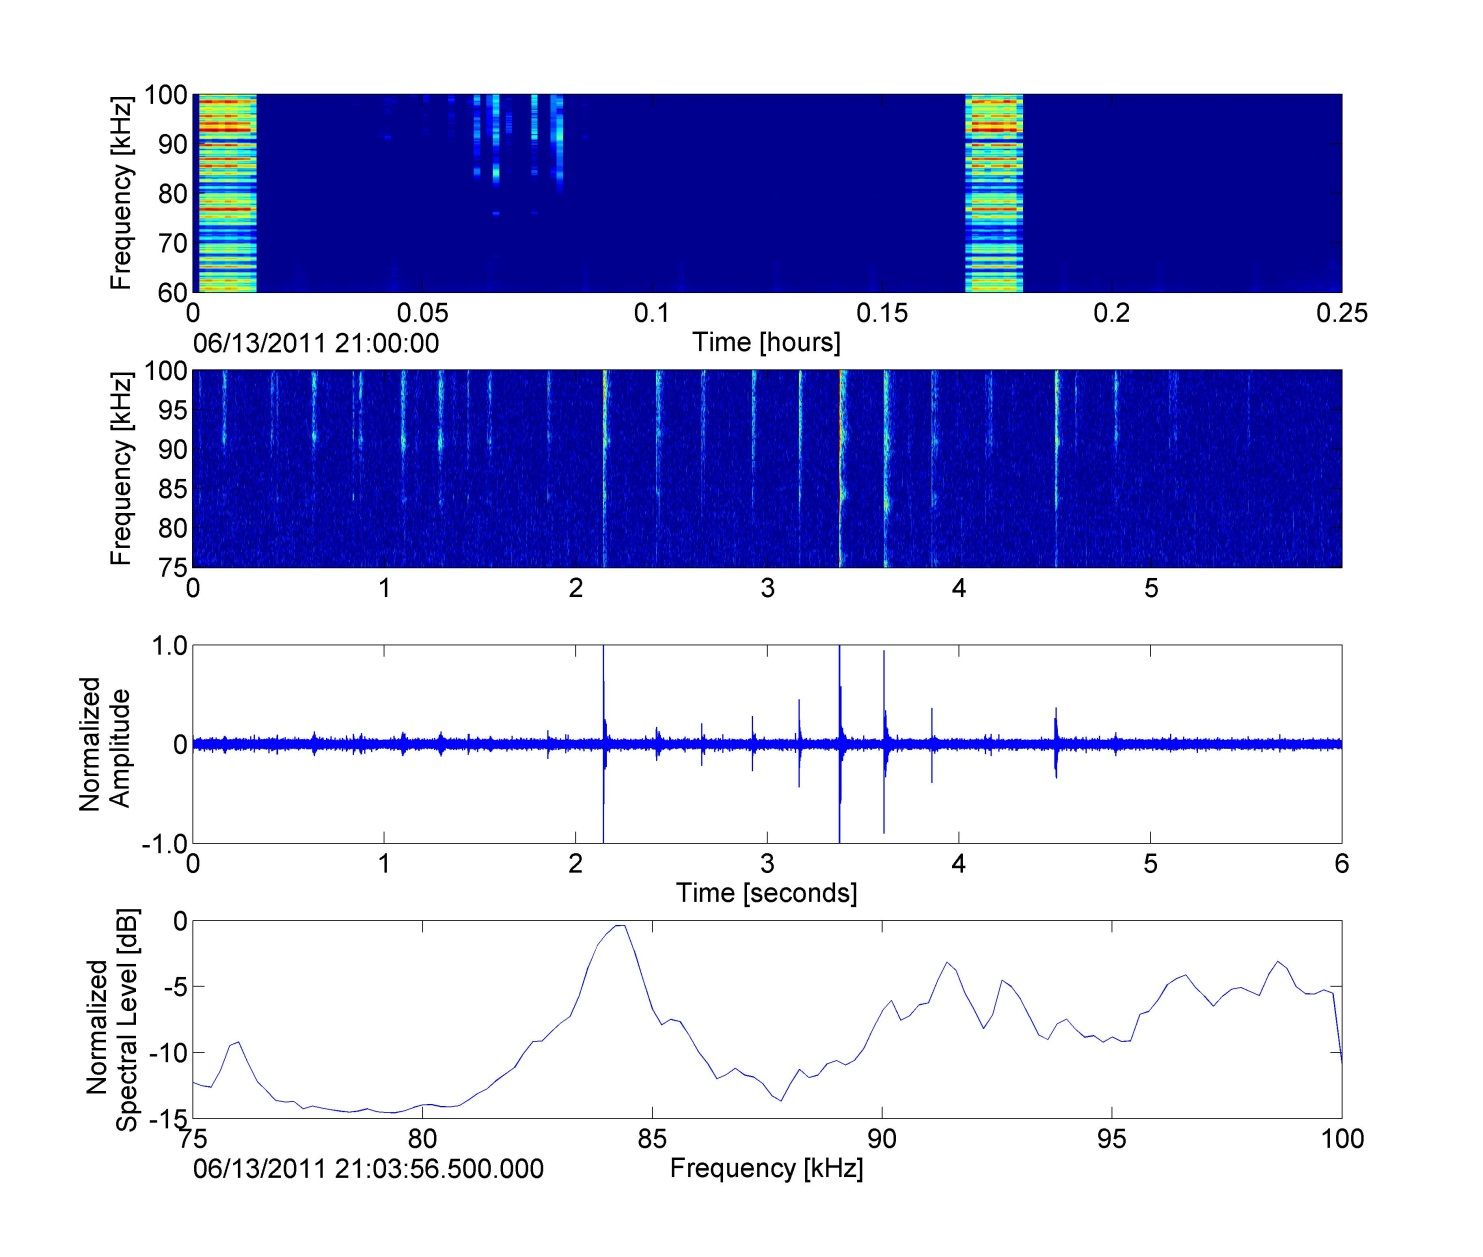 Frequency [kHz]
100
90
80
70
60
0 0.05 0.1 0.15 0.2 0.25
06/13/2011 21:00:00 Time [hours]
Frequency [kHz]
100
95
90
85
80
75
0 1 2 3 4 5
Normalized
Amplitude
1.0
0
-1.0
0 1 2 3 4 5 6
Time [seconds]
Normalized
Spectral Level [dB]
0
-5
-10
-15
75 80 85 90 95 100
06/13/2011 21:03:56.500.000 Frequency [kHz]